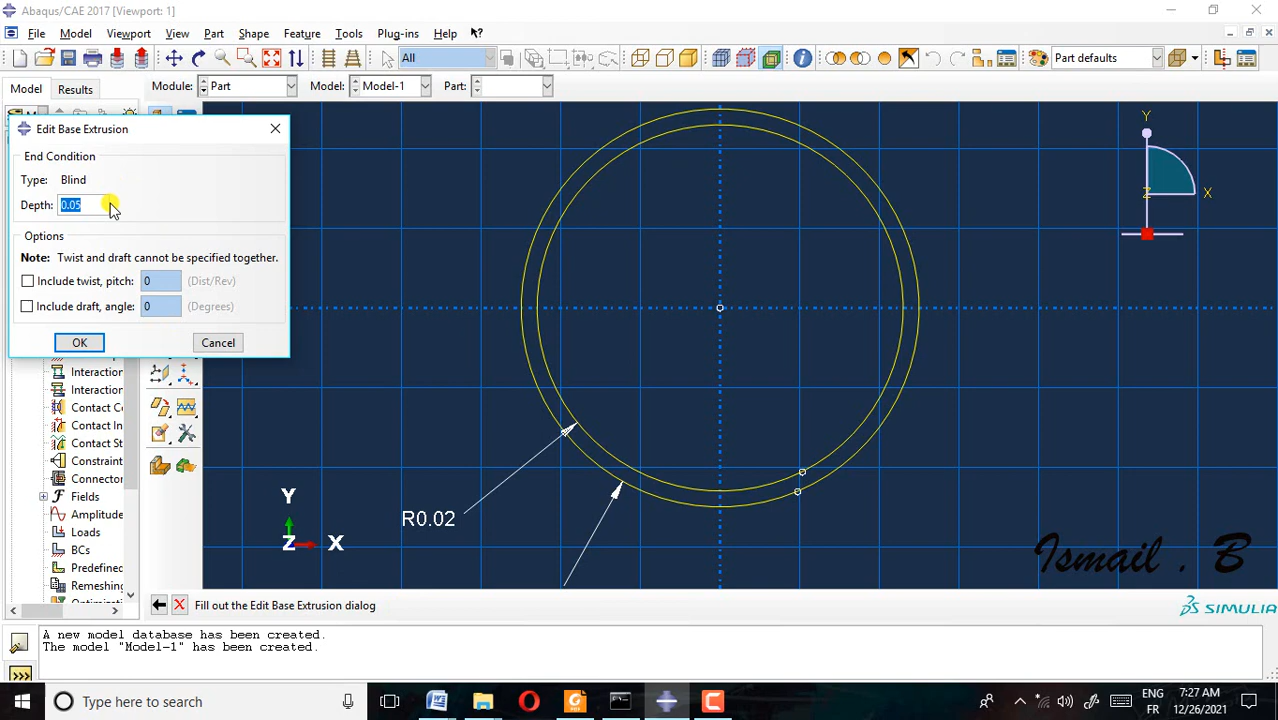 Abaqus/CAE 2017 [Viewport: 1]
File Model Viewport View Part Shape Feature Tools Plug-ins Help
All Part defaults
Model Results Module: Part Model: Model-1 Part:
Edit Base Extrusion
End Condition
Type: Blind
Depth: 0.05
Options
Note: Twist and draft cannot be specified together.
Include twist, pitch: 0 (Dist/Rev)
Include draft, angle: 0 (Degrees)
OK Cancel
Interaction
Interaction
Contact Co
Contact In
Contact St
Constraint
Fields
Amplitude
Loads
BCs
Predefined
Remeshing
R0.02
Y
Z X
Y
Z X
Ismail . B
Fill out the Edit Base Extrusion dialog
SIMULIA
A new model database has been created.
The model "Model-1" has been created.
Type here to search
ENG 7:27 AM
FR 12/26/2021